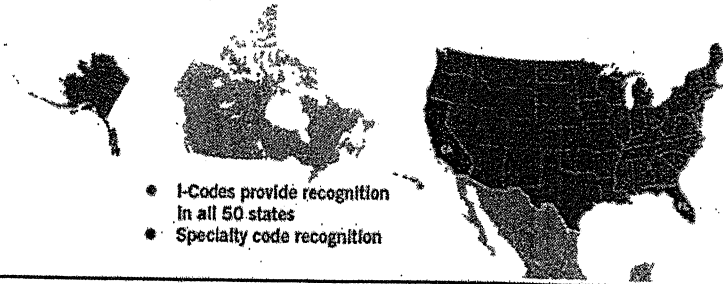 ● I-Codes provide recognition
in all 50 states
● Specialty code recognition